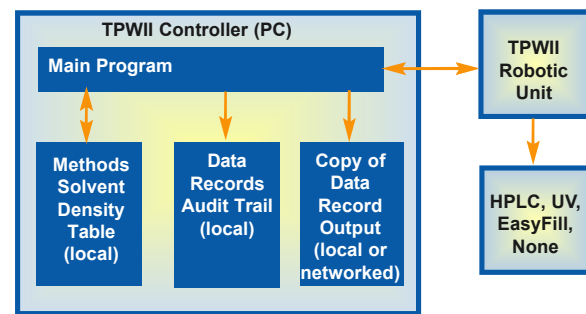 TPWII Controller (PC)
Main Program
Methods
Solvent
Density
Table
(local)
Data
Records
Audit Trail
(local)
Copy of
Data
Record
Output
(local or
networked)
TPWII
Robotic
Unit
HPLC, UV,
EasyFill,
None